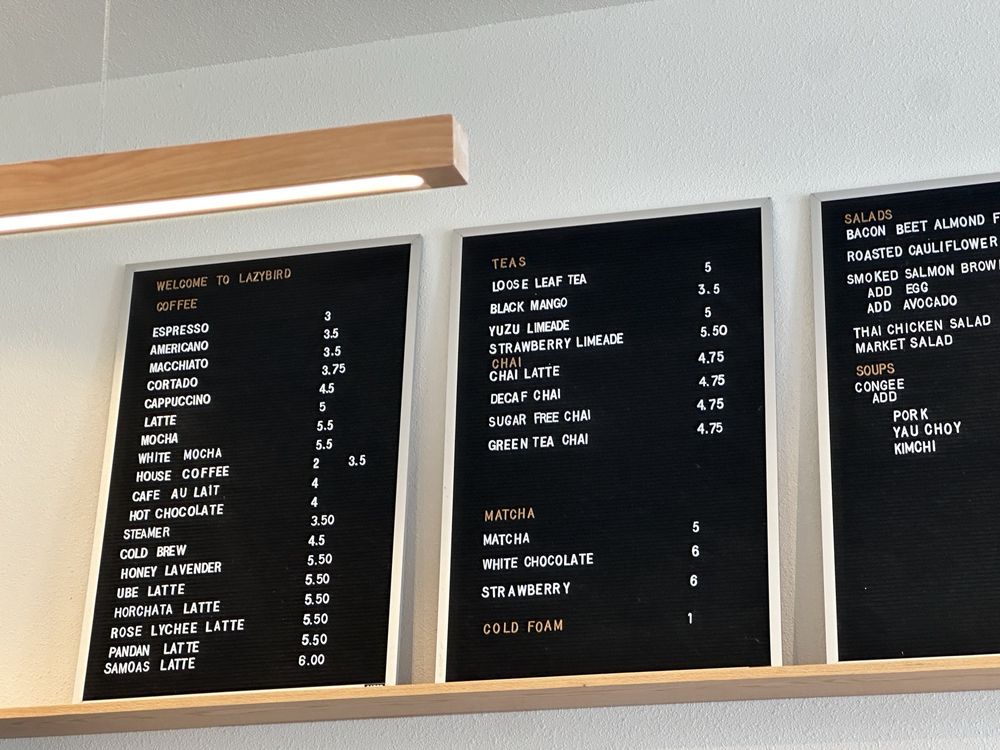 WELCOME TO LAZYBIRD
COFFEE
ESPRESSO 3
AMERICANO 3.5
MACCHIATO 3.5
CORTADO 3.75
CAPPUCCINO 4.5
LATTE 5
MOCHA 5.5
WHITE MOCHA 5.5
HOUSE COFFEE 2 3.5
CAFE AU LAIT 4
HOT CHOCOLATE 4
STEAMER 3.50
COLD BREW 4.5
HONEY LAVENDER 5.50
UBE LATTE 5.50
HORCHATA LATTE 5.50
ROSE LYCHEE LATTE 5.50
PANDAN LATTE 5.50
SAMOAS LATTE 6.00
TEAS
LOOSE LEAF TEA 5
BLACK MANGO 3.5
YUZU LIMEADE 5
STRAWBERRY LIMEADE 5.50
CHAI
CHAI LATTE 4.75
DECAF CHAI 4.75
SUGAR FREE CHAI 4.75
GREEN TEA CHAI 4.75
MATCHA
MATCHA 5
WHITE CHOCOLATE 6
STRAWBERRY 6
COLD FOAM 1
SALADS
BACON BEET ALMOND F
ROASTED CAULIFLOWER
SMOKED SALMON BROW
ADD EGG
ADD AVOCADO
THAI CHICKEN SALAD
MARKET SALAD
SOUPS
CONGEE
ADD
PORK
YAU CHOY
KIMCHI